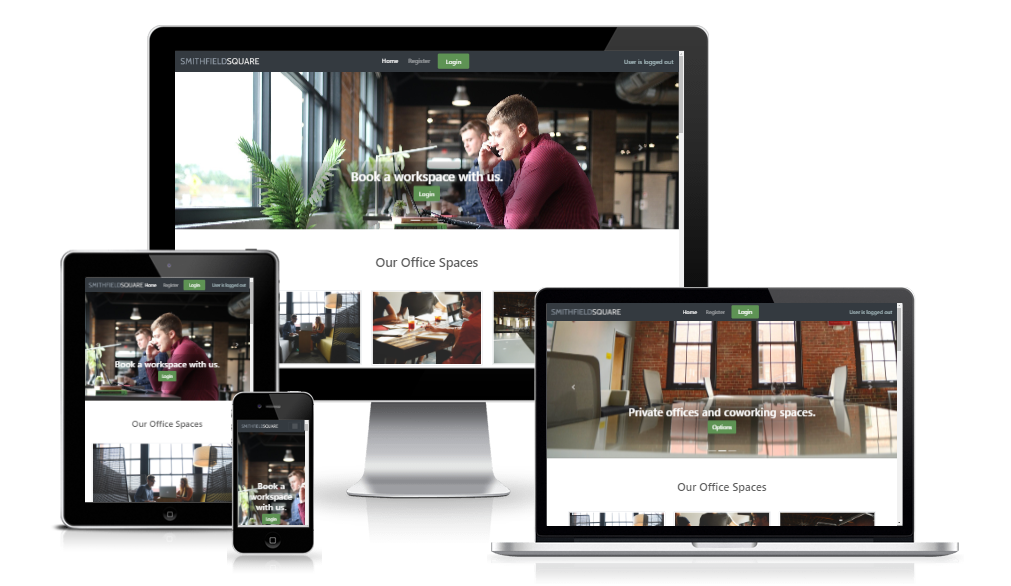 SMITHFIELDSQUARE Home Register Login User is logged out
Book a workspace with us.
Login
Our Office Spaces
SMITHFIELDSQUARE Home Register Login User is logged out
Book a workspace with us.
Login
Our Office Spaces
SMITHFIELDSQUARE
Book a
workspace
with us.
Login
SMITHFIELDSQUARE Home Register Login User is logged out
Private offices and coworking spaces.
Options
Our Office Spaces